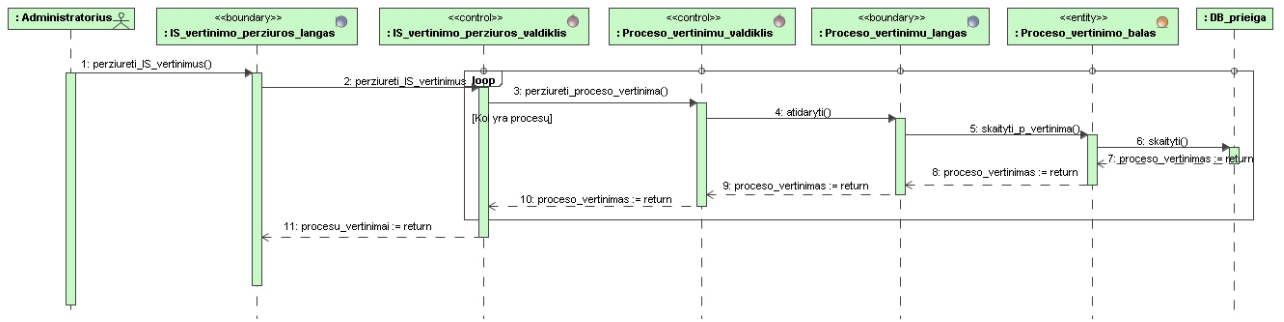 : Administratorius
<<boundary>>
: IS_vertinimo_perziuros_langas
<<control>>
: IS_vertinimo_perziuros_valdiklis
<<control>>
: Proceso_vertinimu_valdiklis
<<boundary>>
: Proceso_vertinimu_langas
<<entity>>
: Proceso_vertinimo_balas
: DB_prieiga
1: perziureti_IS_vertinimus()
2: perziureti_IS_vertinimus
loop
3: perziureti_proceso_vertinima()
[Kol yra procesų]
4: atidaryti()
5: skaityti_p_vertinima()
6: skaityti()
7: proceso_vertinimas := return
8: proceso_vertinimas := return
9: proceso_vertinimas := return
10: proceso_vertinimas := return
11: procesu_vertinimai := return